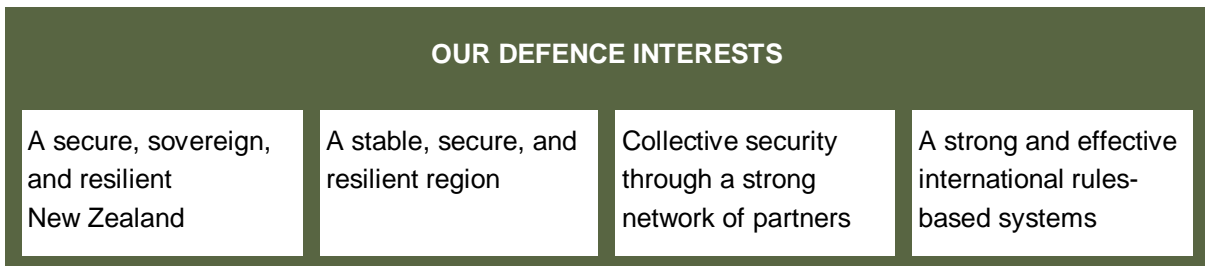 OUR DEFENCE INTERESTS
A secure, sovereign,
and resilient
New Zealand
A stable, secure, and
resilient region
Collective security
through a strong
network of partners
A strong and effective
international rules-
based systems